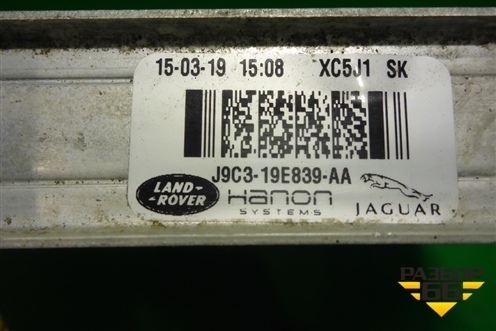 15-03-19 15:08 XC5J1 SK
J9C3-19E839-AA
LAND-
-ROVER
Hanon
SYSTEMS
JAGUAR
РАЗБОР
66